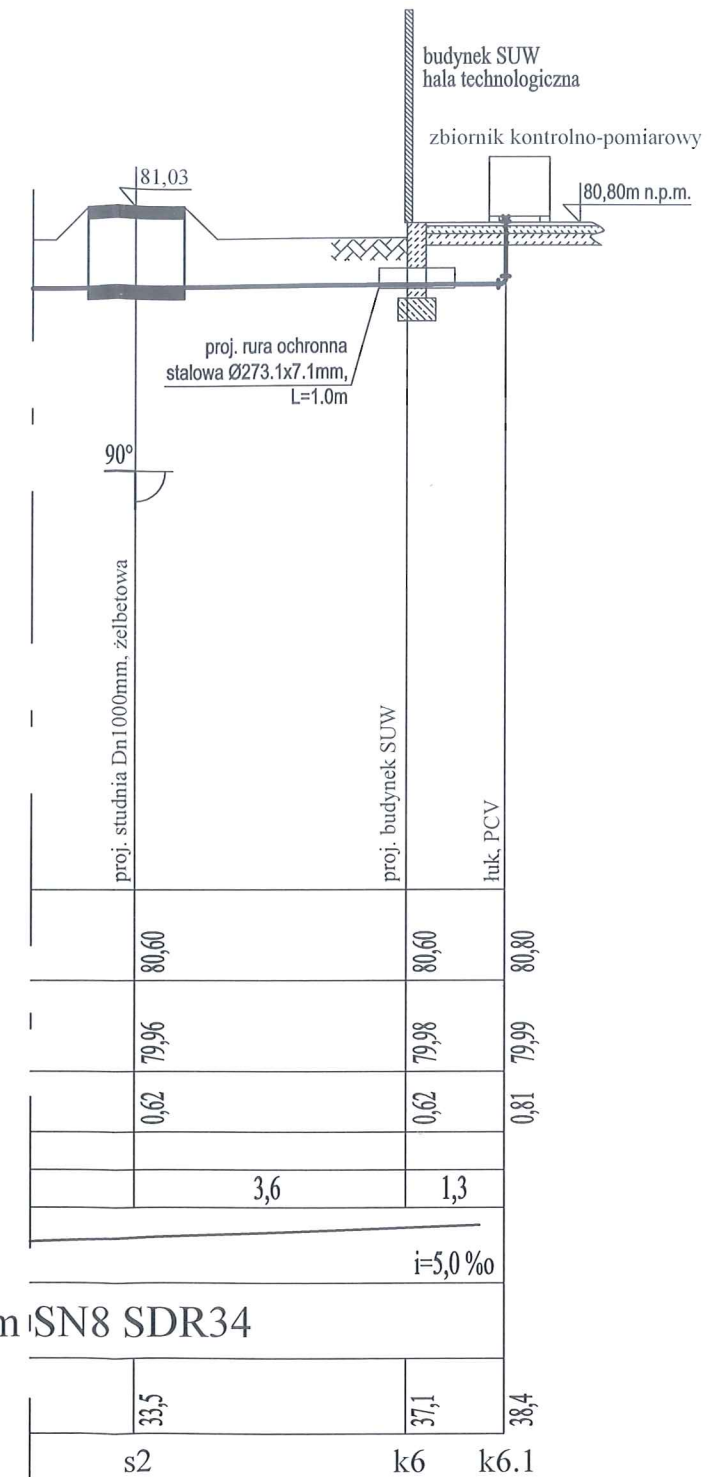 budynek SUW
hala technologiczna
zbiornik kontrolno-pomiarowy
81,03
80,80m n.p.m.
proj. rura ochronna
stalowa Ø273.1x7.1mm,
L=1.0m
90°
proj. studnia Dn1000mm, żelbetowa
proj. budynek SUW
łuk, PCV
80,60
80,60
80,80
79,96
79,98
79,99
0,62
0,62
0,81
3,6
1,3
i=5,0 ‰
m SN8 SDR34
33,5
37,1
38,4
s2
k6
k6.1